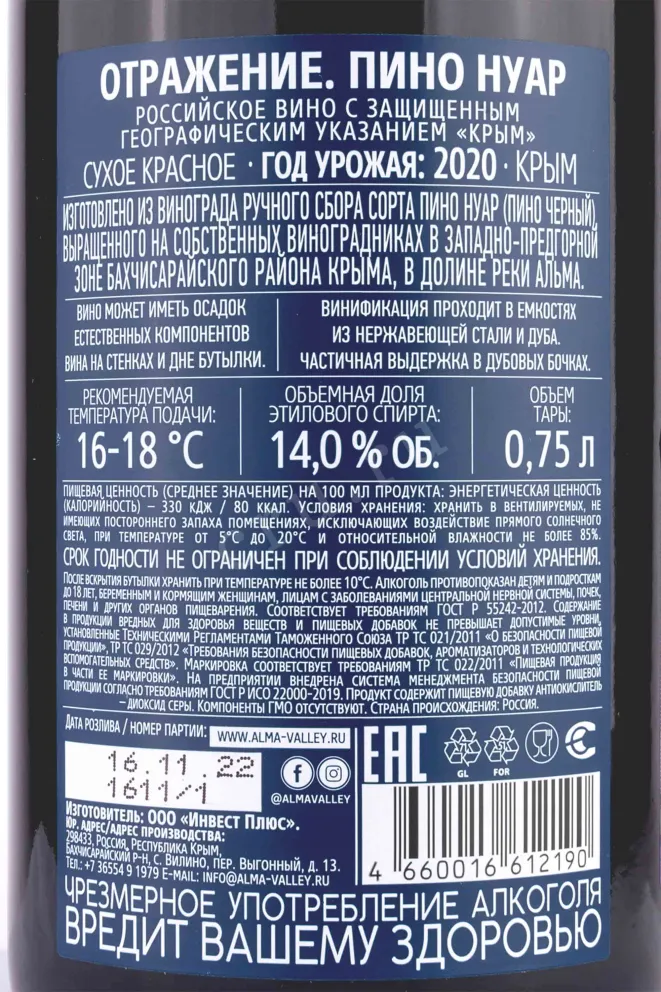 ОТРАЖЕНИЕ. ПИНО НУАР
РОССИЙСКОЕ ВИНО С ЗАЩИЩЕННЫМ
ГЕОГРАФИЧЕСКИМ УКАЗАНИЕМ «КРЫМ»
СУХОЕ КРАСНОЕ · ГОД УРОЖАЯ: 2020 · КРЫМ
ИЗГОТОВЛЕНО ИЗ ВИНОГРАДА РУЧНОГО СБОРА СОРТА ПИНО НУАР (ПИНО ЧЕРНЫЙ),
ВЫРАЩЕННОГО НА СОБСТВЕННЫХ ВИНОГРАДНИКАХ В ЗАПАДНО-ПРЕДГОРНОЙ
ЗОНЕ БАХЧИСАРАЙСКОГО РАЙОНА КРЫМА, В ДОЛИНЕ РЕКИ АЛЬМА.
ВИНО МОЖЕТ ИМЕТЬ ОСАДОК
ЕСТЕСТВЕННЫХ КОМПОНЕНТОВ
ВИНА НА СТЕНКАХ И ДНЕ БУТЫЛКИ.
ВИНИФИКАЦИЯ ПРОХОДИТ В ЕМКОСТЯХ
ИЗ НЕРЖАВЕЮЩЕЙ СТАЛИ И ДУБА.
ЧАСТИЧНАЯ ВЫДЕРЖКА В ДУБОВЫХ БОЧКАХ.
РЕКОМЕНДУЕМАЯ
ТЕМПЕРАТУРА ПОДАЧИ:
16-18 °C
ОБЪЕМНАЯ ДОЛЯ
ЭТИЛОВОГО СПИРТА:
14,0 % ОБ.
ОБЪЕМ
ТАРЫ:
0,75 Л
ПИЩЕВАЯ ЦЕННОСТЬ (СРЕДНЕЕ ЗНАЧЕНИЕ) НА 100 МЛ ПРОДУКТА: ЭНЕРГЕТИЧЕСКАЯ ЦЕННОСТЬ
(КАЛОРИЙНОСТЬ) – 330 КДЖ / 80 ККАЛ. УСЛОВИЯ ХРАНЕНИЯ: ХРАНИТЬ В ВЕНТИЛИРУЕМЫХ, НЕ
ИМЕЮЩИХ ПОСТОРОННЕГО ЗАПАХА ПОМЕЩЕНИЯХ, ИСКЛЮЧАЮЩИХ ВОЗДЕЙСТВИЕ ПРЯМОГО СОЛНЕЧНОГО
СВЕТА, ПРИ ТЕМПЕРАТУРЕ ОТ 5°C ДО 20°C И ОТНОСИТЕЛЬНОЙ ВЛАЖНОСТИ НЕ БОЛЕЕ 85%.
СРОК ГОДНОСТИ НЕ ОГРАНИЧЕН ПРИ СОБЛЮДЕНИИ УСЛОВИЙ ХРАНЕНИЯ.
ПОСЛЕ ВСКРЫТИЯ БУТЫЛКИ ХРАНИТЬ ПРИ ТЕМПЕРАТУРЕ НЕ БОЛЕЕ 10°C. АЛКОГОЛЬ ПРОТИВОПОКАЗАН ДЕТЯМ И ПОДРОСТКАМ
ДО 18 ЛЕТ, БЕРЕМЕННЫМ И КОРМЯЩИМ ЖЕНЩИНАМ, ЛИЦАМ С ЗАБОЛЕВАНИЯМИ ЦЕНТРАЛЬНОЙ НЕРВНОЙ СИСТЕМЫ, ПОЧЕК,
ПЕЧЕНИ И ДРУГИХ ОРГАНОВ ПИЩЕВАРЕНИЯ. СООТВЕТСТВУЕТ ТРЕБОВАНИЯМ ГОСТ Р 55242-2012. СОДЕРЖАНИЕ
В ПРОДУКЦИИ ВРЕДНЫХ ДЛЯ ЗДОРОВЬЯ ВЕЩЕСТВ И ПИЩЕВЫХ ДОБАВОК НЕ ПРЕВЫШАЕТ ДОПУСТИМЫЕ УРОВНИ,
УСТАНОВЛЕННЫЕ ТЕХНИЧЕСКИМИ РЕГЛАМЕНТАМИ ТАМОЖЕННОГО СОЮЗА ТР ТС 021/2011 «О БЕЗОПАСНОСТИ ПИЩЕВОЙ
ПРОДУКЦИИ», ТР ТС 029/2012 «ТРЕБОВАНИЯ БЕЗОПАСНОСТИ ПИЩЕВЫХ ДОБАВОК, АРОМАТИЗАТОРОВ И ТЕХНОЛОГИЧЕСКИХ
ВСПОМОГАТЕЛЬНЫХ СРЕДСТВ». МАРКИРОВКА СООТВЕТСТВУЕТ ТРЕБОВАНИЯМ ТР ТС 022/2011 «ПИЩЕВАЯ ПРОДУКЦИЯ
В ЧАСТИ ЕЕ МАРКИРОВКИ». НА ПРЕДПРИЯТИИ ВНЕДРЕНА СИСТЕМА МЕНЕДЖМЕНТА БЕЗОПАСНОСТИ ПИЩЕВОЙ
ПРОДУКЦИИ СОГЛАСНО ТРЕБОВАНИЯМ ГОСТ Р ИСО 22000-2019. ПРОДУКТ СОДЕРЖИТ ПИЩЕВУЮ ДОБАВКУ АНТИОКИСЛИТЕЛЬ
– ДИОКСИД СЕРЫ. КОМПОНЕНТЫ ГМО ОТСУТСТВУЮТ. СТРАНА ПРОИСХОЖДЕНИЯ: РОССИЯ.
ДАТА РОЗЛИВА / НОМЕР ПАРТИИ:
16.11.22
1611/1
WWW.ALMA-VALLEY.RU
@ALMAVALLEY
EAC
GL
FOR
ИЗГОТОВИТЕЛЬ: ООО «ИНВЕСТ ПЛЮС».
ЮР. АДРЕС/АДРЕС ПРОИЗВОДСТВА:
298433, РОССИЯ, РЕСПУБЛИКА КРЫМ,
БАХЧИСАРАЙСКИЙ Р-Н, С. ВИЛИНО, ПЕР. ВЫГОННЫЙ, Д. 13.
ТЕЛ.: +7 36554 9 1979 E-MAIL: INFO@ALMA-VALLEY.RU
4 660016 612190
ЧРЕЗМЕРНОЕ УПОТРЕБЛЕНИЕ АЛКОГОЛЯ
ВРЕДИТ ВАШЕМУ ЗДОРОВЬЮ